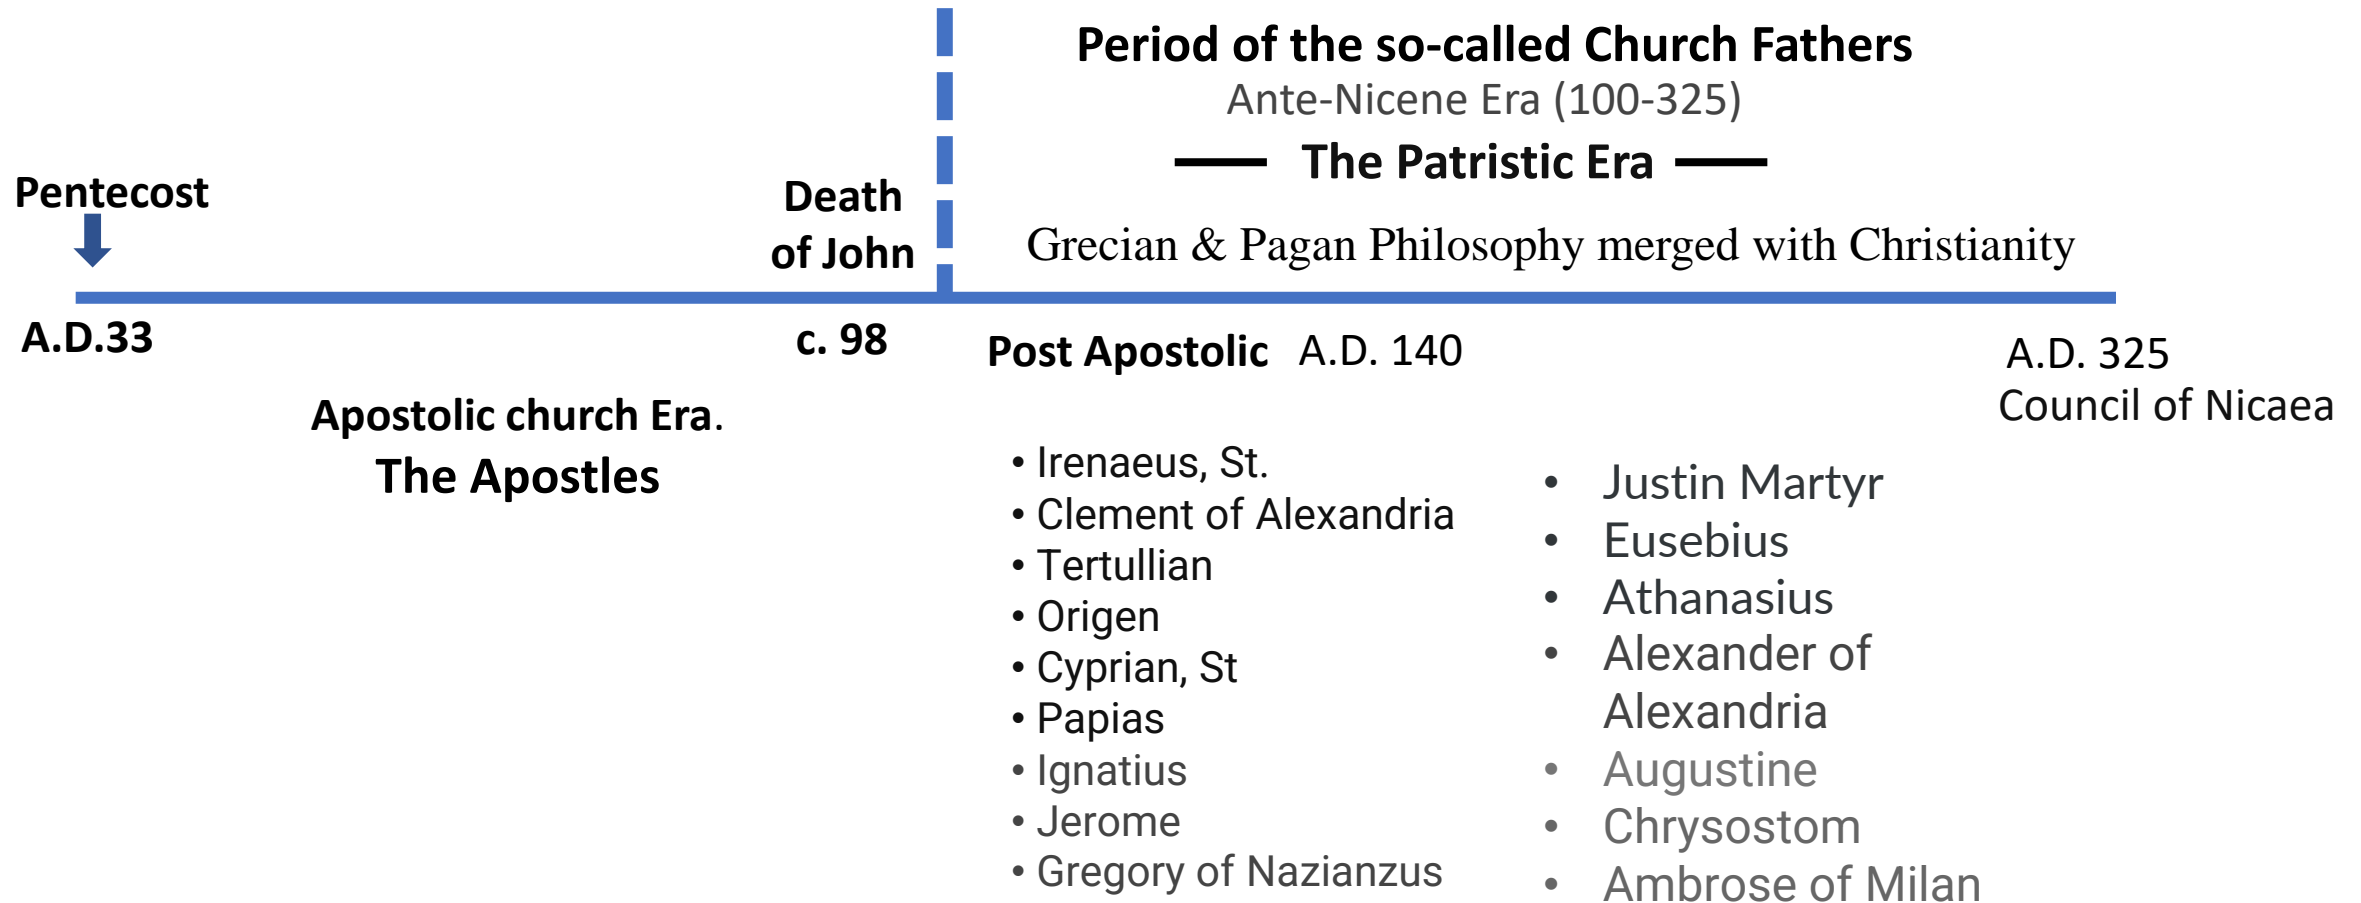 Period of the so-called Church Fathers
Ante-Nicene Era (100-325)
The Patristic Era
Grecian & Pagan Philosophy merged with Christianity
Pentecost
Death
of John
A.D.33
c. 98
Post Apostolic A.D. 140
A.D. 325
Council of Nicaea
Apostolic church Era.
The Apostles
• Irenaeus, St.
• Clement of Alexandria
• Tertullian
• Origen
• Cyprian, St
• Papias
• Ignatius
• Jerome
• Gregory of Nazianzus
• Justin Martyr
• Eusebius
• Athanasius
• Alexander of
Alexandria
• Augustine
• Chrysostom
• Ambrose of Milan